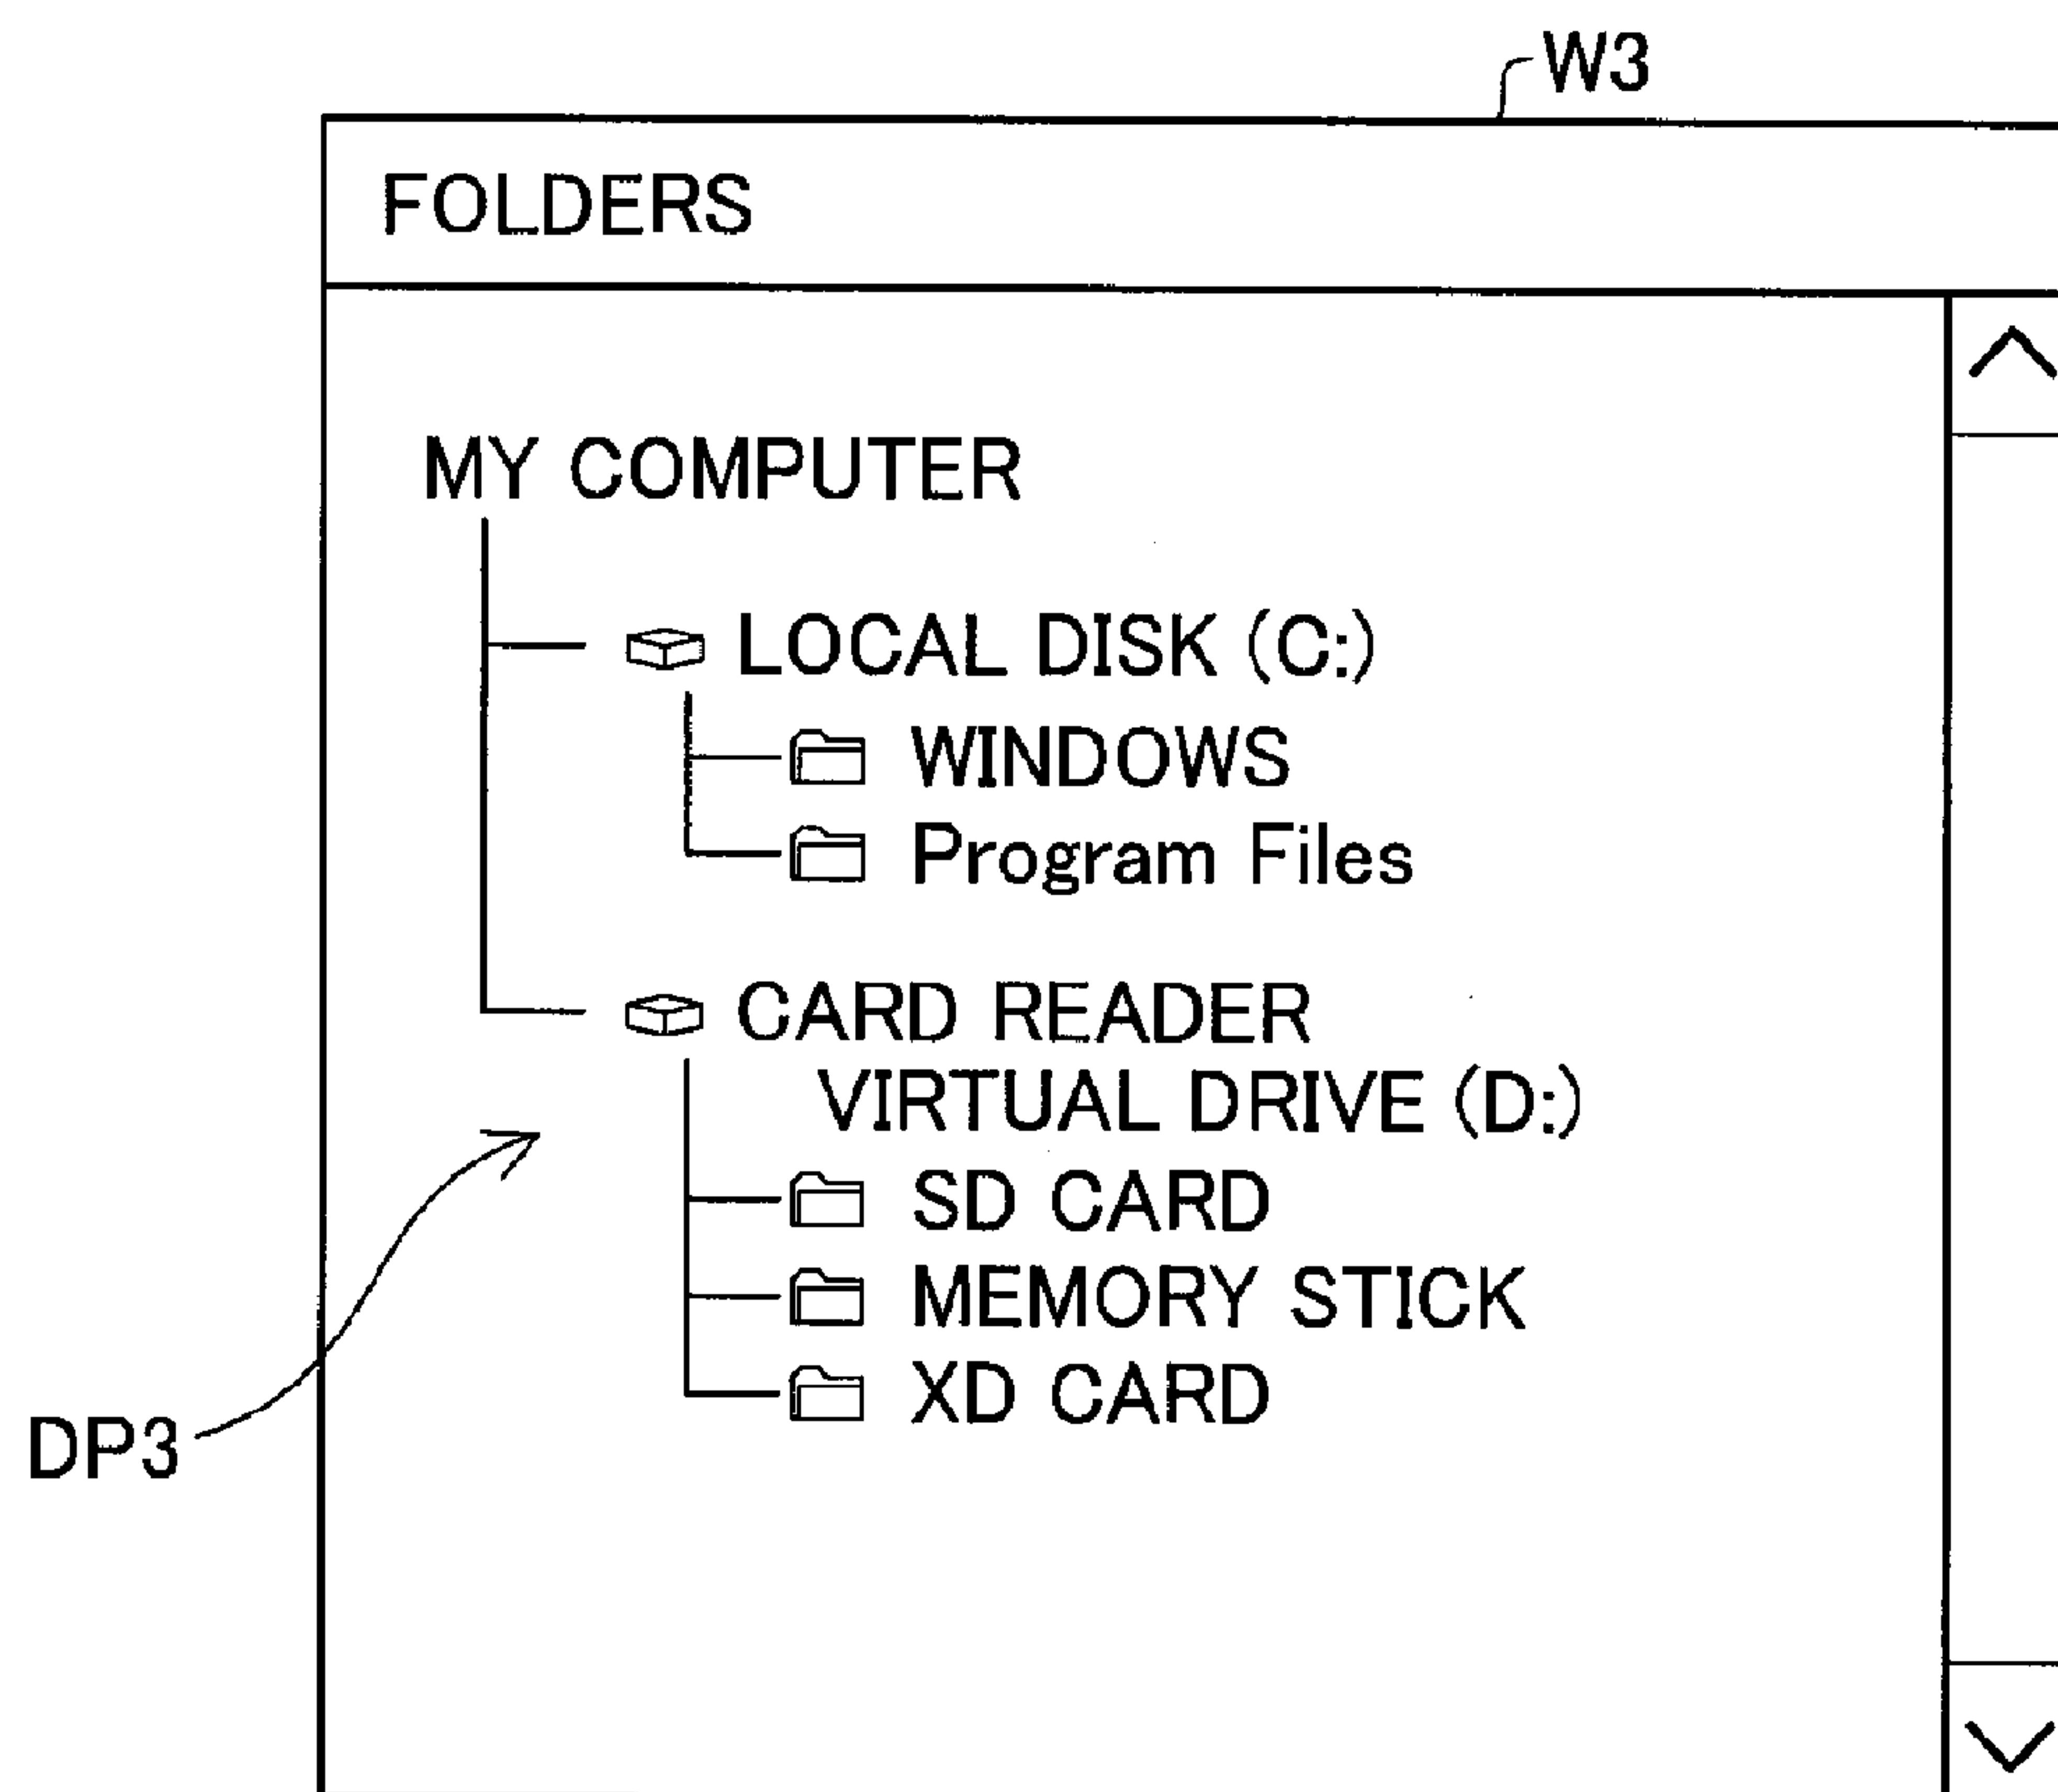 W3
FOLDERS
MY COMPUTER
LOCAL DISK (C:)
WINDOWS
Program Files
CARD READER
VIRTUAL DRIVE (D:)
SD CARD
MEMORY STICK
XD CARD
DP3